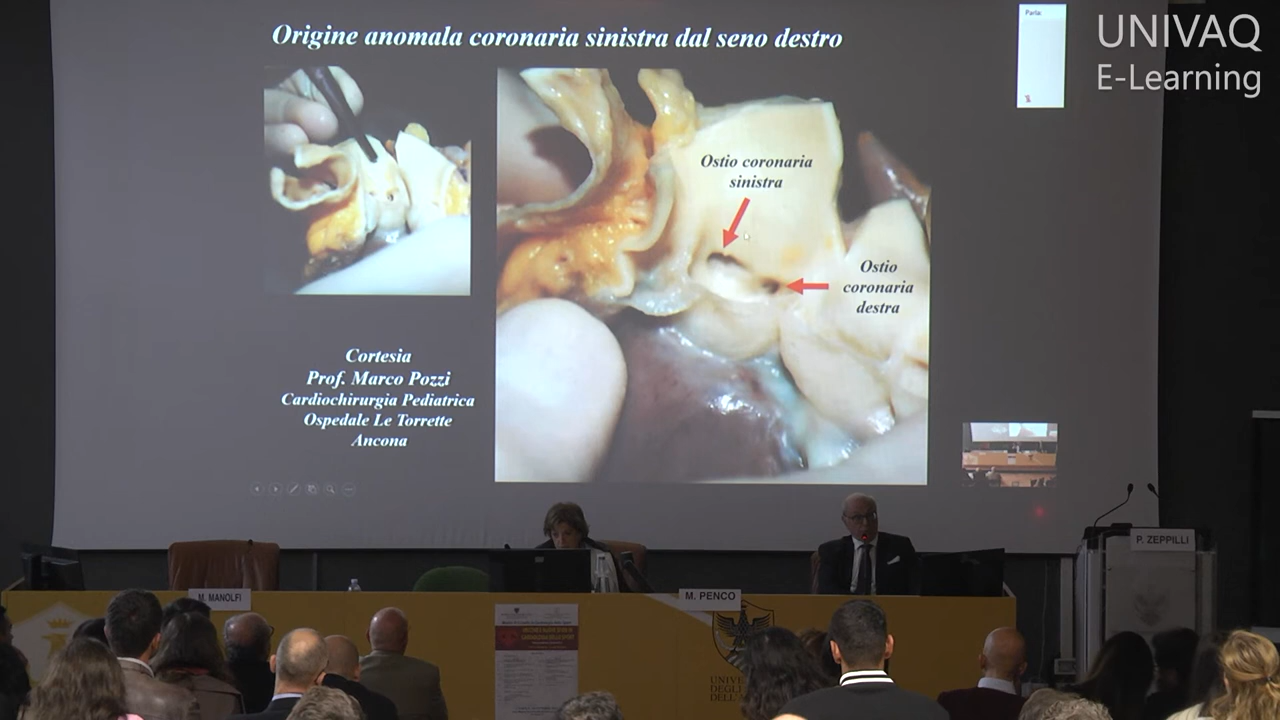 Origine anomala coronaria sinistra dal seno destro
Parla:
UNIVAQ
E-Learning
Ostio coronaria
sinistra
Ostio
coronaria
destra
Cortesia
Prof. Marco Pozzi
Cardiochirurgia Pediatrica
Ospedale Le Torrette
Ancona
P. ZEPPILLI
M. MANOLFI
M. PENCO